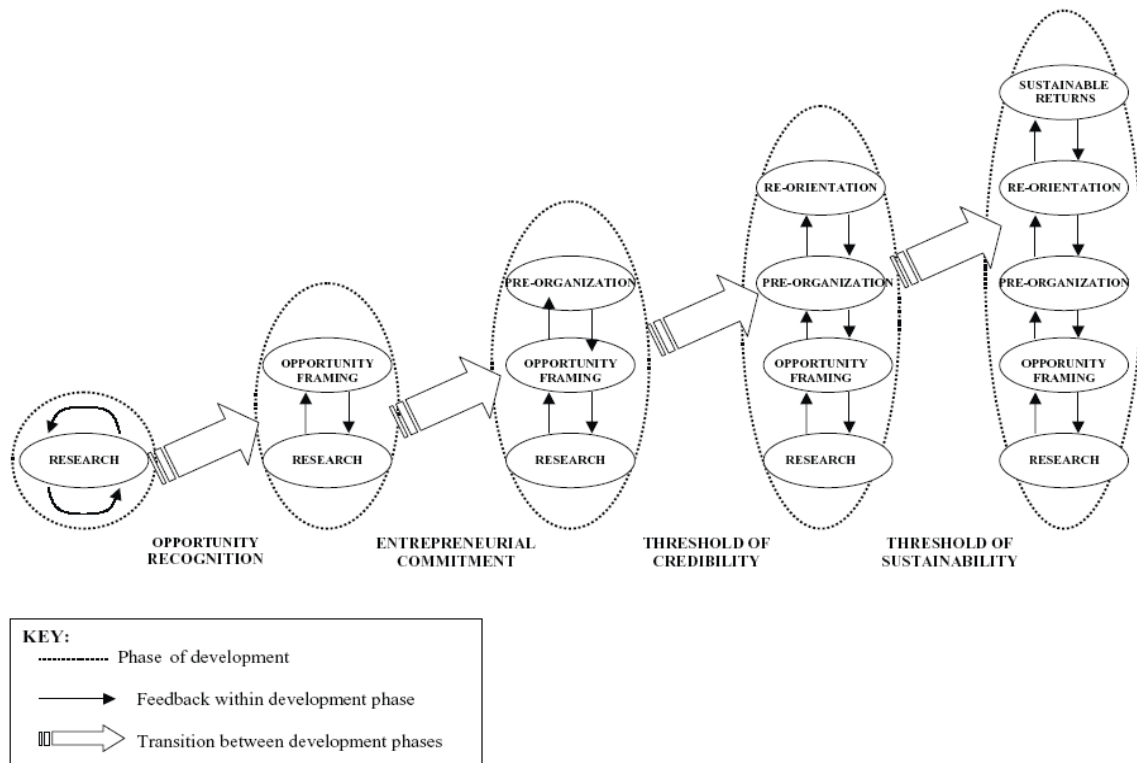 SUSTAINABLE
RETURNS
RE-ORIENTATION
RE-ORIENTATION
PRE-ORGANIZATION
PRE-ORGANIZATION
PRE-ORGANIZATION
OPPORTUNITY
FRAMING
OPPORTUNITY
FRAMING
OPPORTUNITY
FRAMING
OPPORUNITY
FRAMING
RESEARCH
RESEARCH
RESEARCH
RESEARCH
RESEARCH
OPPORTUNITY
RECOGNITION
ENTREPRENEURIAL
COMMITMENT
THRESHOLD OF
CREDIBILITY
THRESHOLD OF
SUSTAINABILITY
KEY:
Phase of development
Feedback within development phase
Transition between development phases